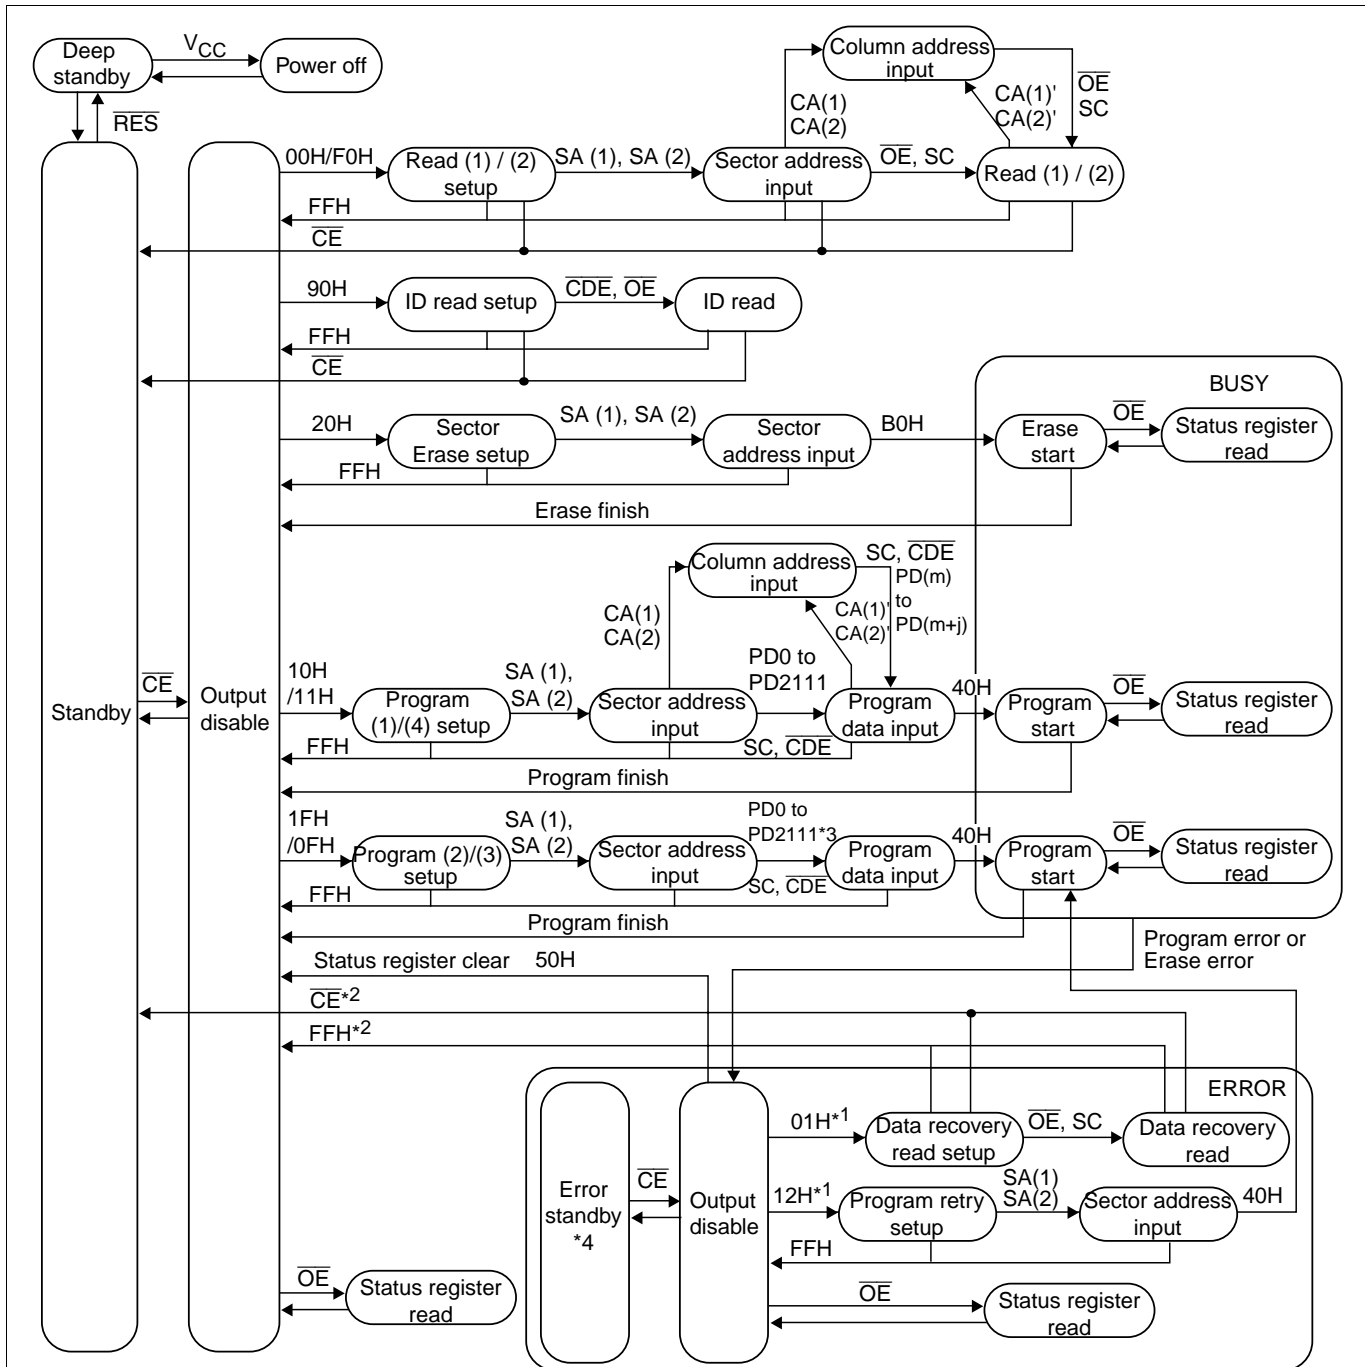 Deep
standby
VCC
Power off
RES
Column address
input
CA(1)
CA(2)
CA(1)'
CA(2)'
OE
SC
00H/F0H
Read (1) / (2)
setup
SA (1), SA (2)
Sector address
input
OE, SC
Read (1) / (2)
FFH
CE
90H
ID read setup
CDE, OE
ID read
FFH
CE
BUSY
20H
Sector
Erase setup
SA (1), SA (2)
Sector
address input
B0H
Erase
start
OE
Status register
read
FFH
Erase finish
Column address
input
SC, CDE
PD(m)
to
PD(m+j)
CA(1)
CA(2)
CA(1)'
CA(2)'
Standby
CE
Output
disable
10H
/11H
Program
(1)/(4) setup
SA (1),
SA (2)
Sector address
input
PD0 to
PD2111
SC, CDE
Program
data input
40H
Program
start
OE
Status register
read
FFH
Program finish
1FH
/0FH
Program (2)/(3)
setup
SA (1),
SA (2)
Sector address
input
PD0 to
PD2111*3
SC, CDE
Program
data input
40H
Program
start
OE
Status register
read
FFH
Program finish
Program error or
Erase error
Status register clear 50H
CE*2
FFH*2
ERROR
Error
standby
*4
CE
Output
disable
01H*1
Data recovery
read setup
OE, SC
Data recovery
read
12H*1
Program retry
setup
SA(1)
SA(2)
Sector address
input
40H
FFH
OE
Status register
read
OE
Status register
read